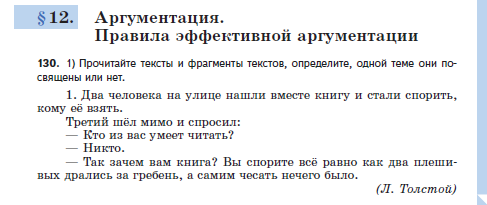 § 12. Аргументация.
Правила эффективной аргументации
130. 1) Прочитайте тексты и фрагменты текстов, определите, одной теме они по-
священы или нет.
1. Два человека на улице нашли вместе книгу и стали спорить,
кому её взять.
Третий шёл мимо и спросил:
— Кто из вас умеет читать?
— Никто.
— Так зачем вам книга? Вы спорите всё равно как два плеши-
вых дрались за гребень, а самим чесать нечего было.
(Л. Толстой)